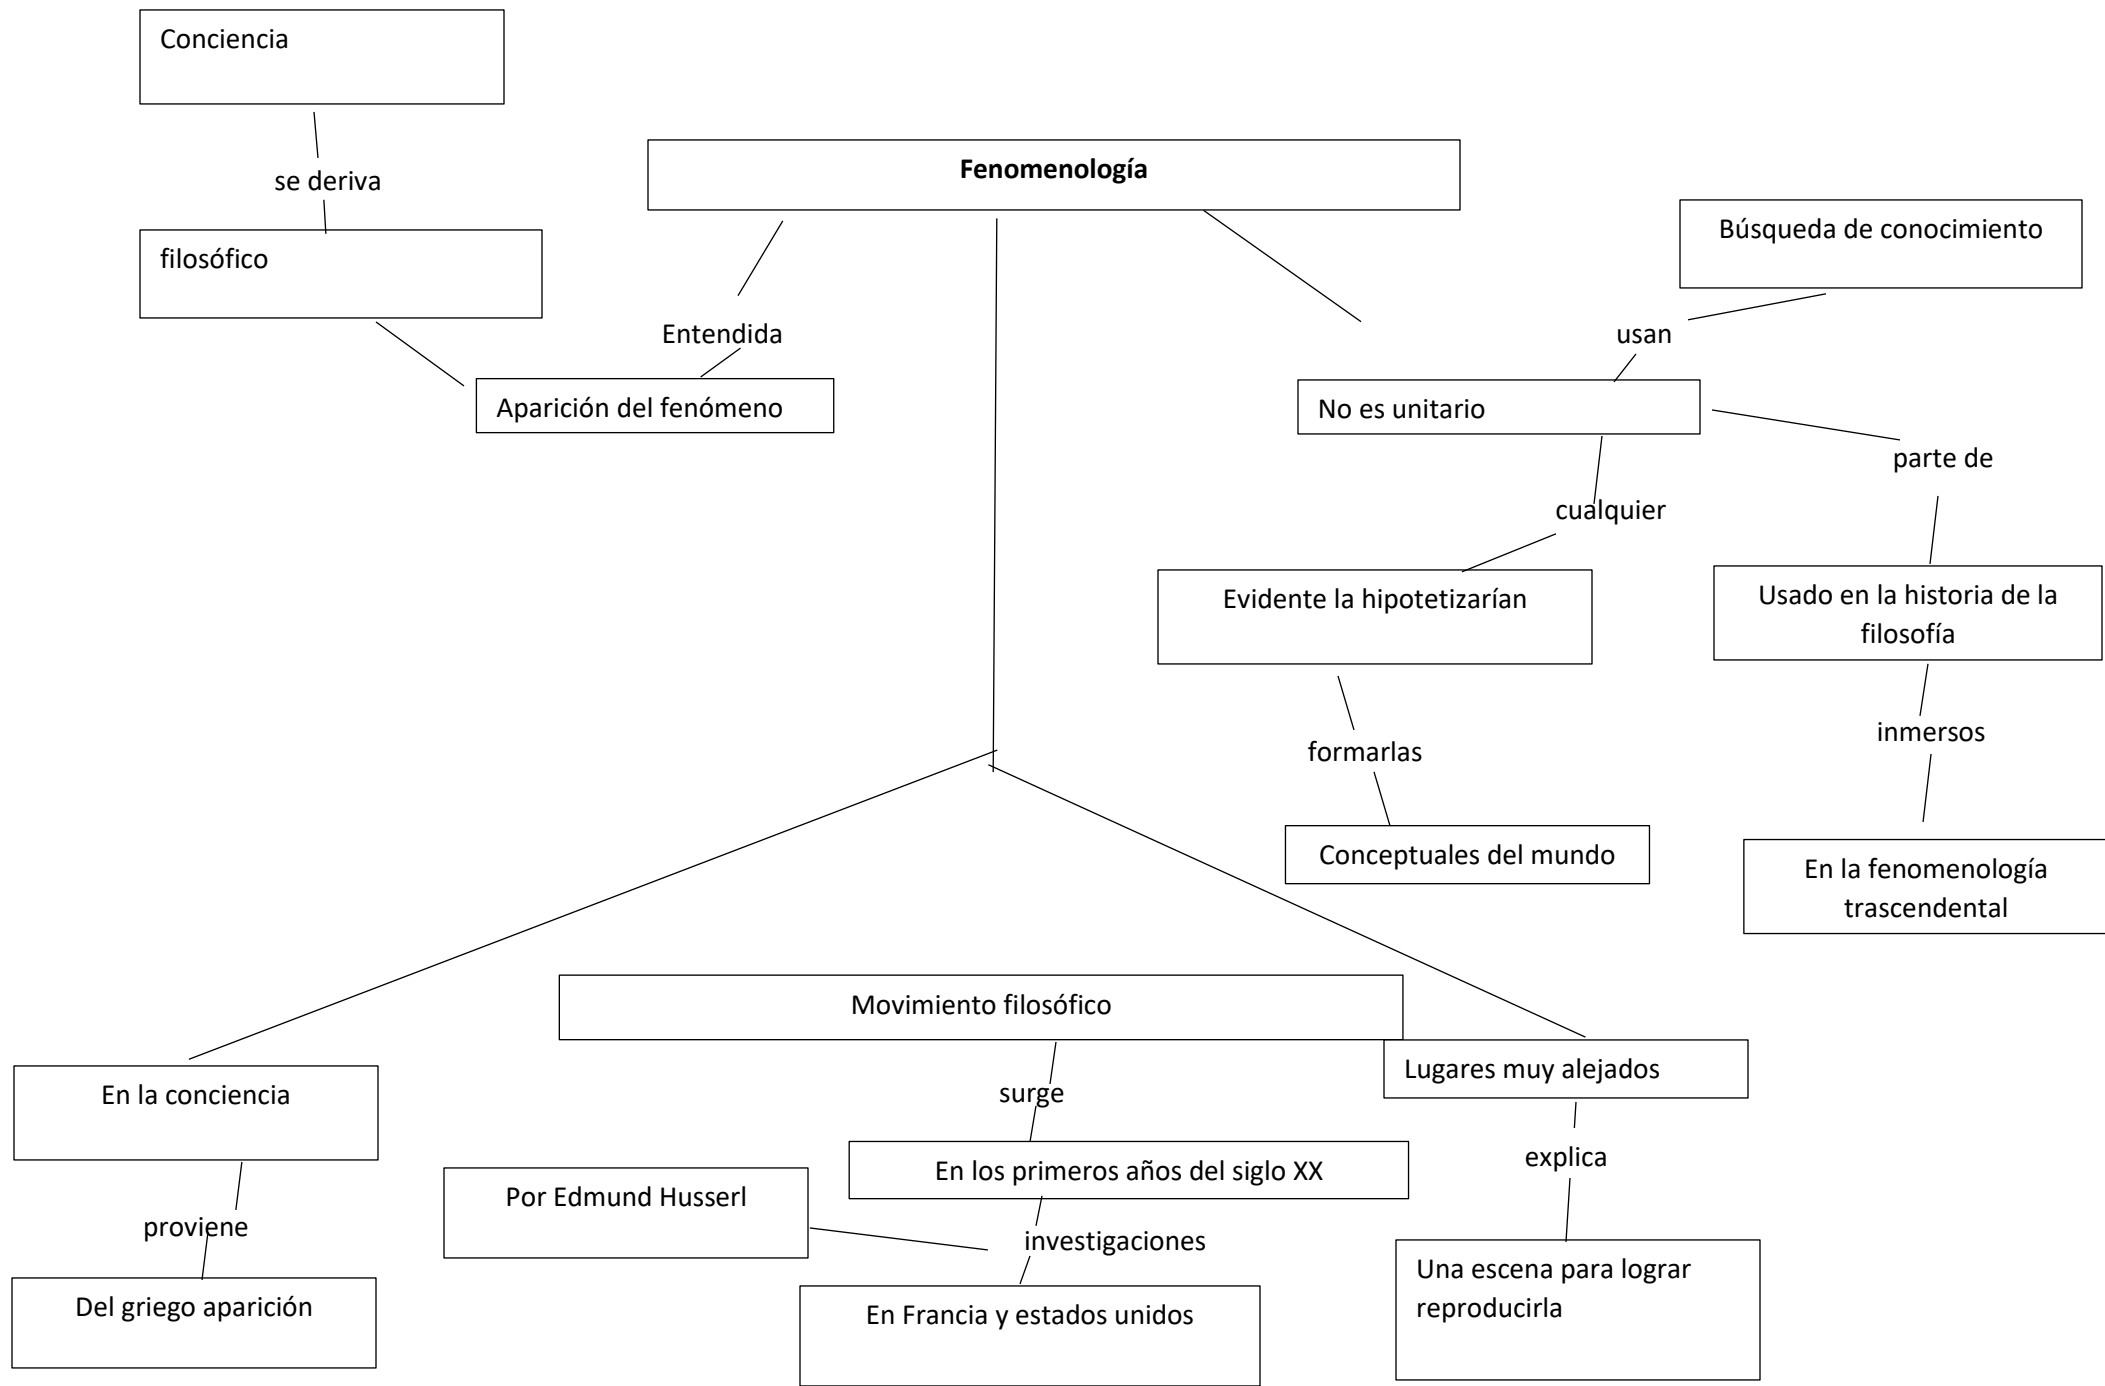 Conciencia
se deriva
filosófico
Fenomenología
Búsqueda de conocimiento
Entendida
usan
Aparición del fenómeno
No es unitario
parte de
cualquier
Evidente la hipotetizarían
Usado en la historia de la
filosofía
formarlas
inmersos
Conceptuales del mundo
En la fenomenología
trascendental
Movimiento filosófico
En la conciencia
Lugares muy alejados
surge
explica
En los primeros años del siglo XX
Por Edmund Husserl
proviene
investigaciones
Una escena para lograr
reproducirla
Del griego aparición
En Francia y estados unidos